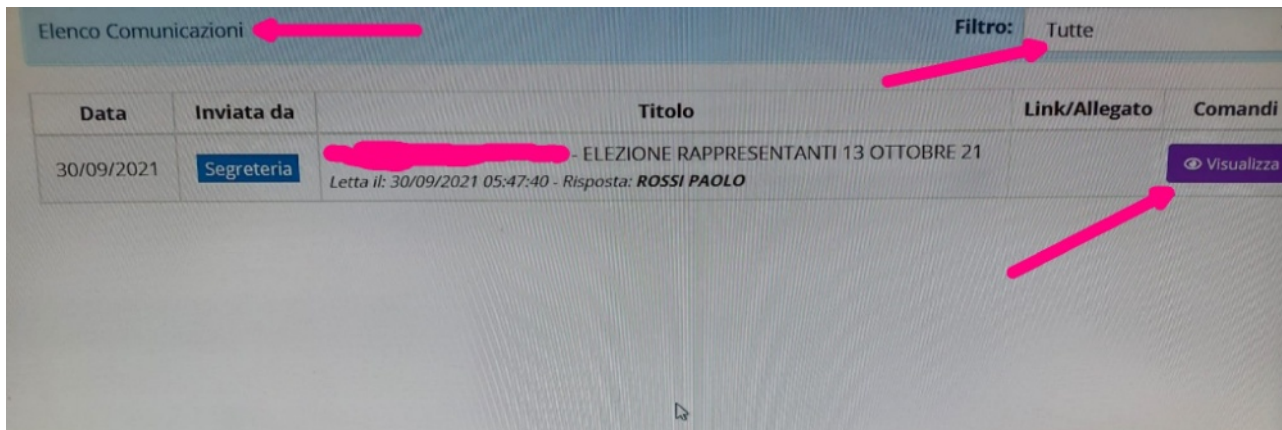 Elenco Comunicazioni Filtro: Tutte
Data Inviata da Titolo Link/Allegato Comandi
30/09/2021 Segreteria - ELEZIONE RAPPRESENTANTI 13 OTTOBRE 21 Visualizza
Letta il: 30/09/2021 05:47:40 - Risposta: ROSSI PAOLO